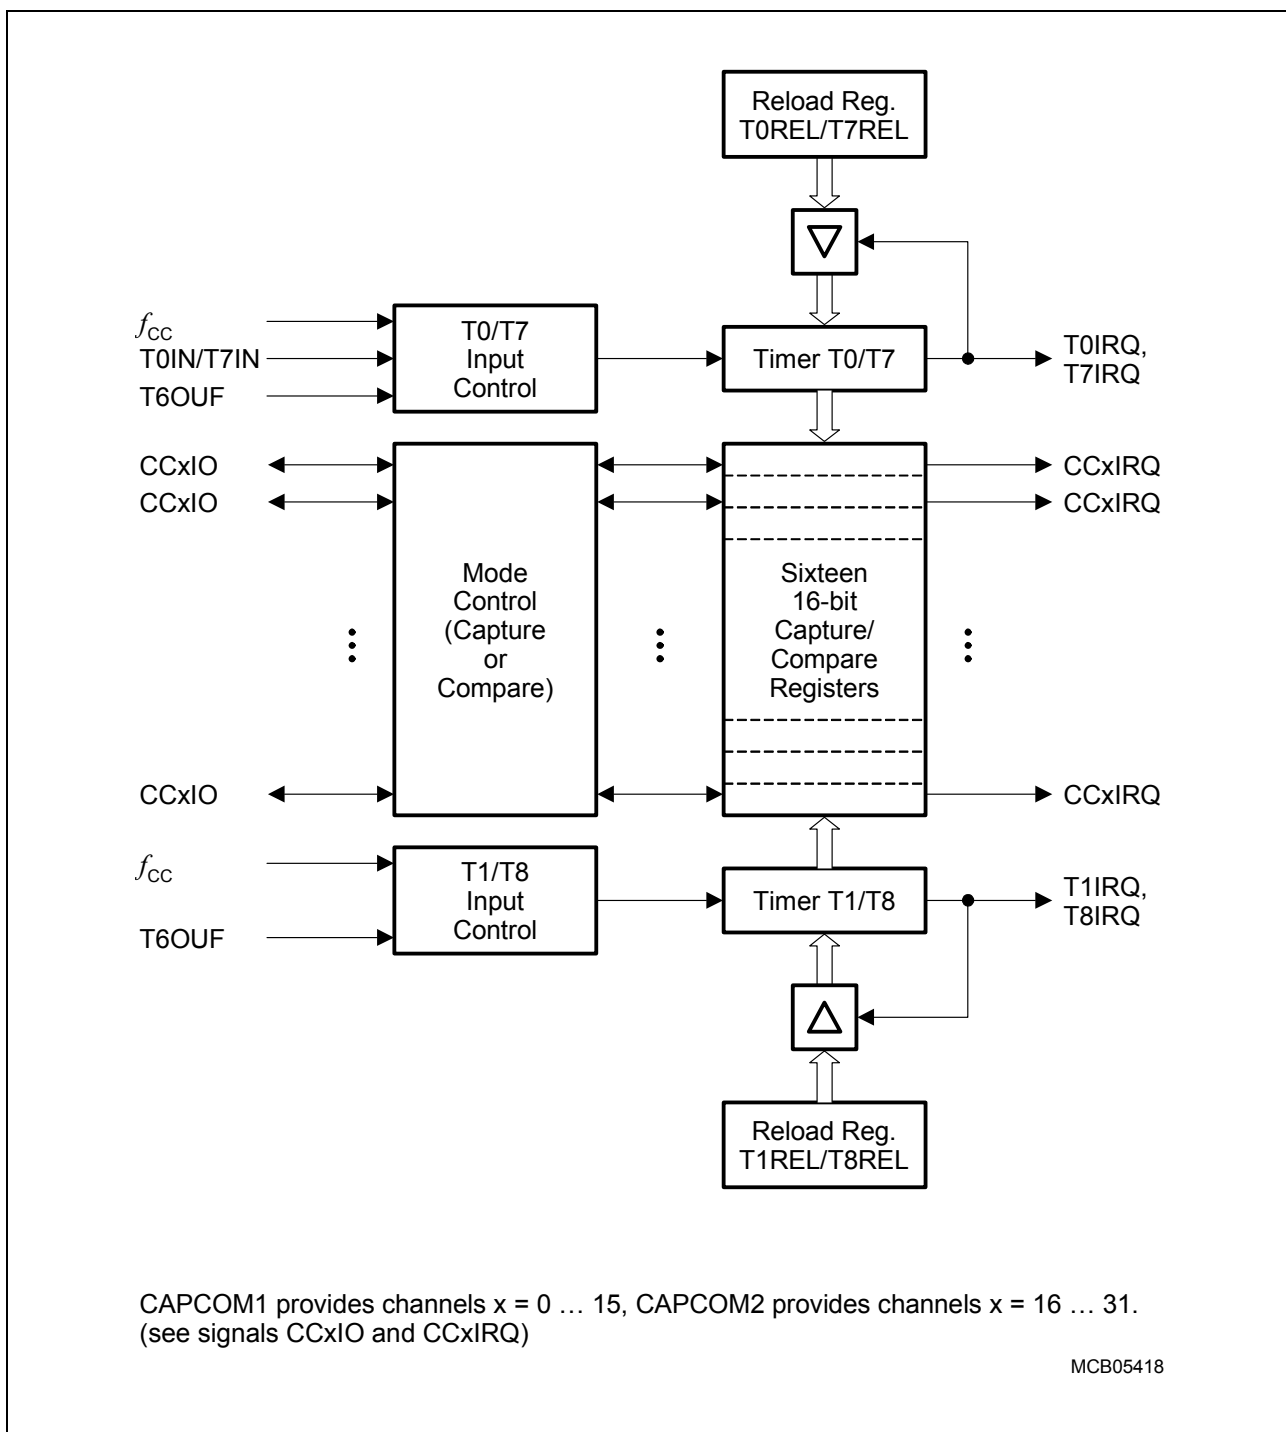 Reload Reg.
T0REL/T7REL
fCC
T0IN/T7IN
T6OUF
T0/T7
Input
Control
Timer T0/T7
T0IRQ,
T7IRQ
CCxIO
CCxIRQ
CCxIO
CCxIRQ
Mode
Control
(Capture
or
Compare)
Sixteen
16-bit
Capture/
Compare
Registers
CCxIO
CCxIRQ
fCC
T6OUF
T1/T8
Input
Control
Timer T1/T8
T1IRQ,
T8IRQ
Reload Reg.
T1REL/T8REL
CAPCOM1 provides channels x = 0 … 15, CAPCOM2 provides channels x = 16 … 31.
(see signals CCxIO and CCxIRQ)
MCB05418